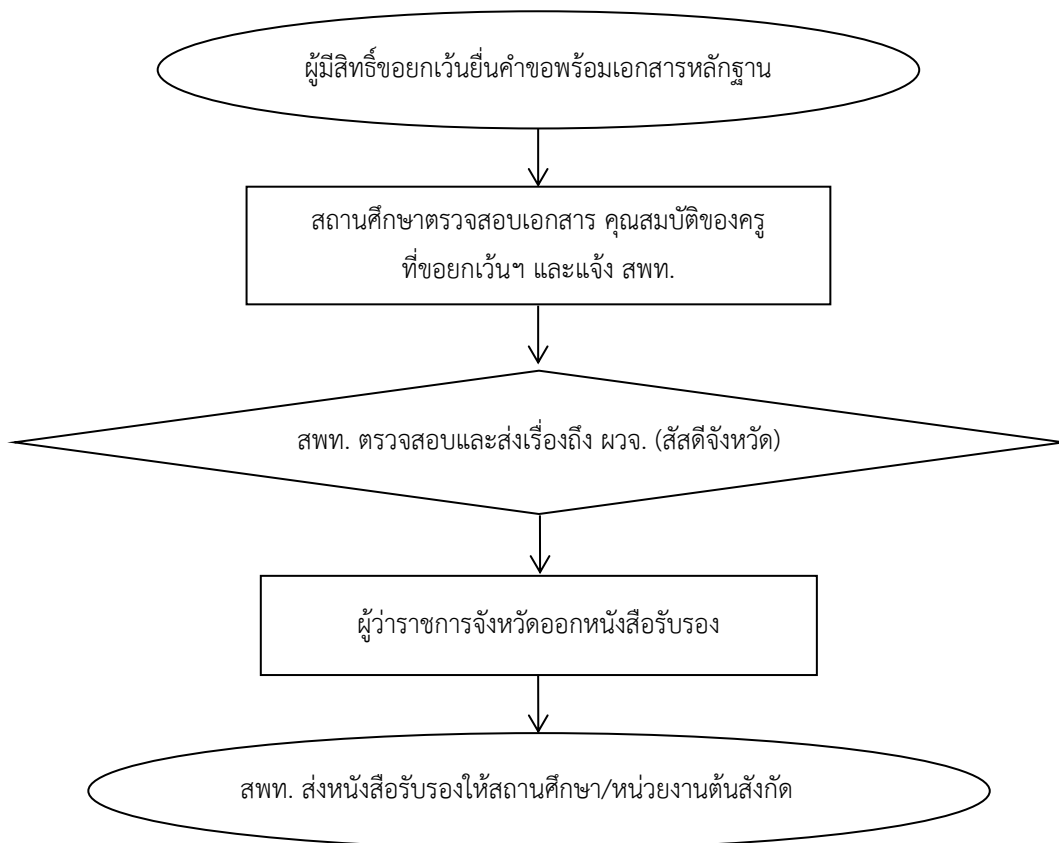 ผู้มีสิทธิ์ขอยกเว้นยื่นคำขอพร้อมเอกสารหลักฐาน
สถานศึกษาตรวจสอบเอกสาร คุณสมบัติของครู
ที่ขอยกเว้นฯ และแจ้ง สพท.
สพท. ตรวจสอบและส่งเรื่องถึง ผวจ. (สัสดีจังหวัด)
ผู้ว่าราชการจังหวัดออกหนังสือรับรอง
สพท. ส่งหนังสือรับรองให้สถานศึกษา/หน่วยงานต้นสังกัด